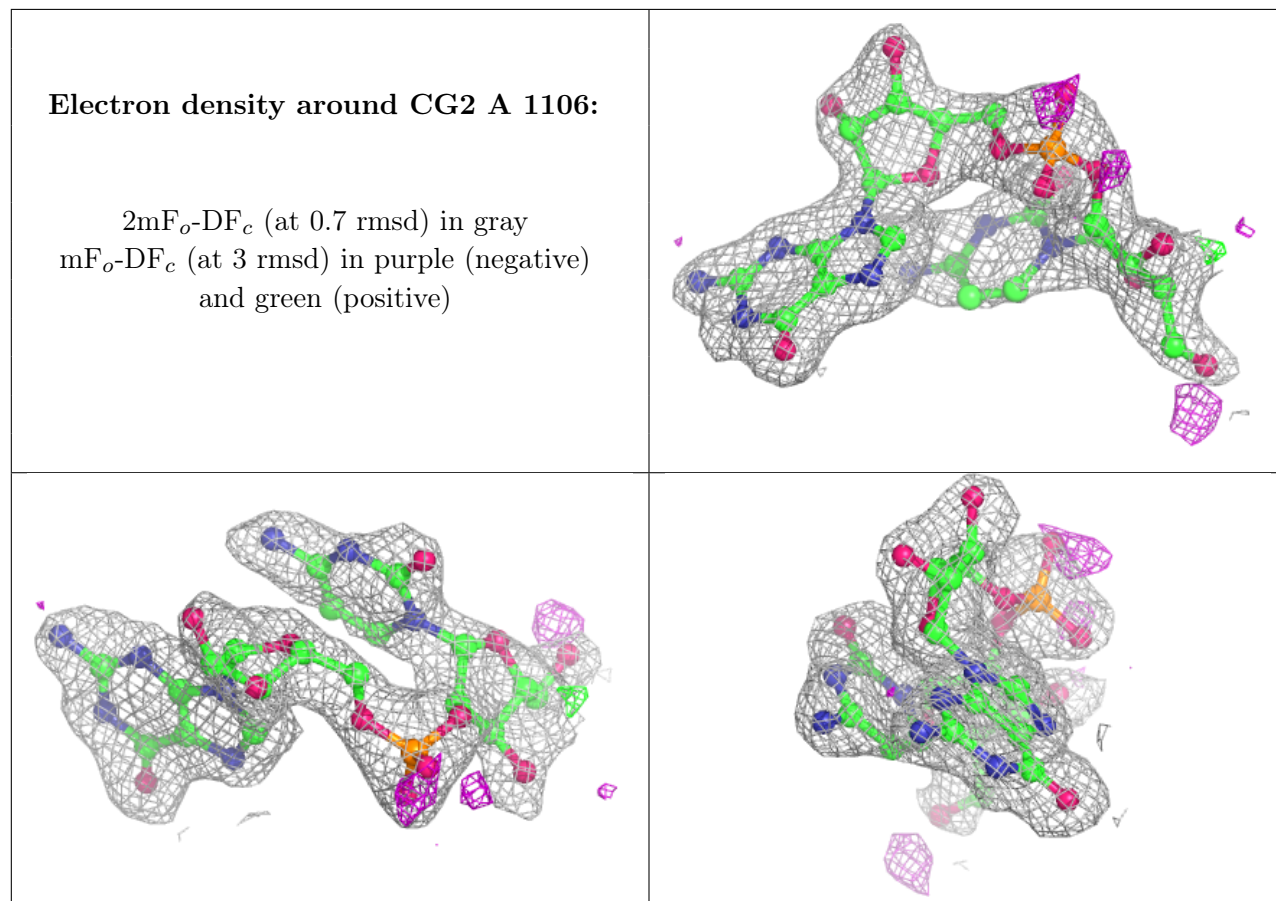 Electron density around CG2 A 1106:
2mFo-DFc (at 0.7 rmsd) in gray
mFo-DFc (at 3 rmsd) in purple (negative)
and green (positive)